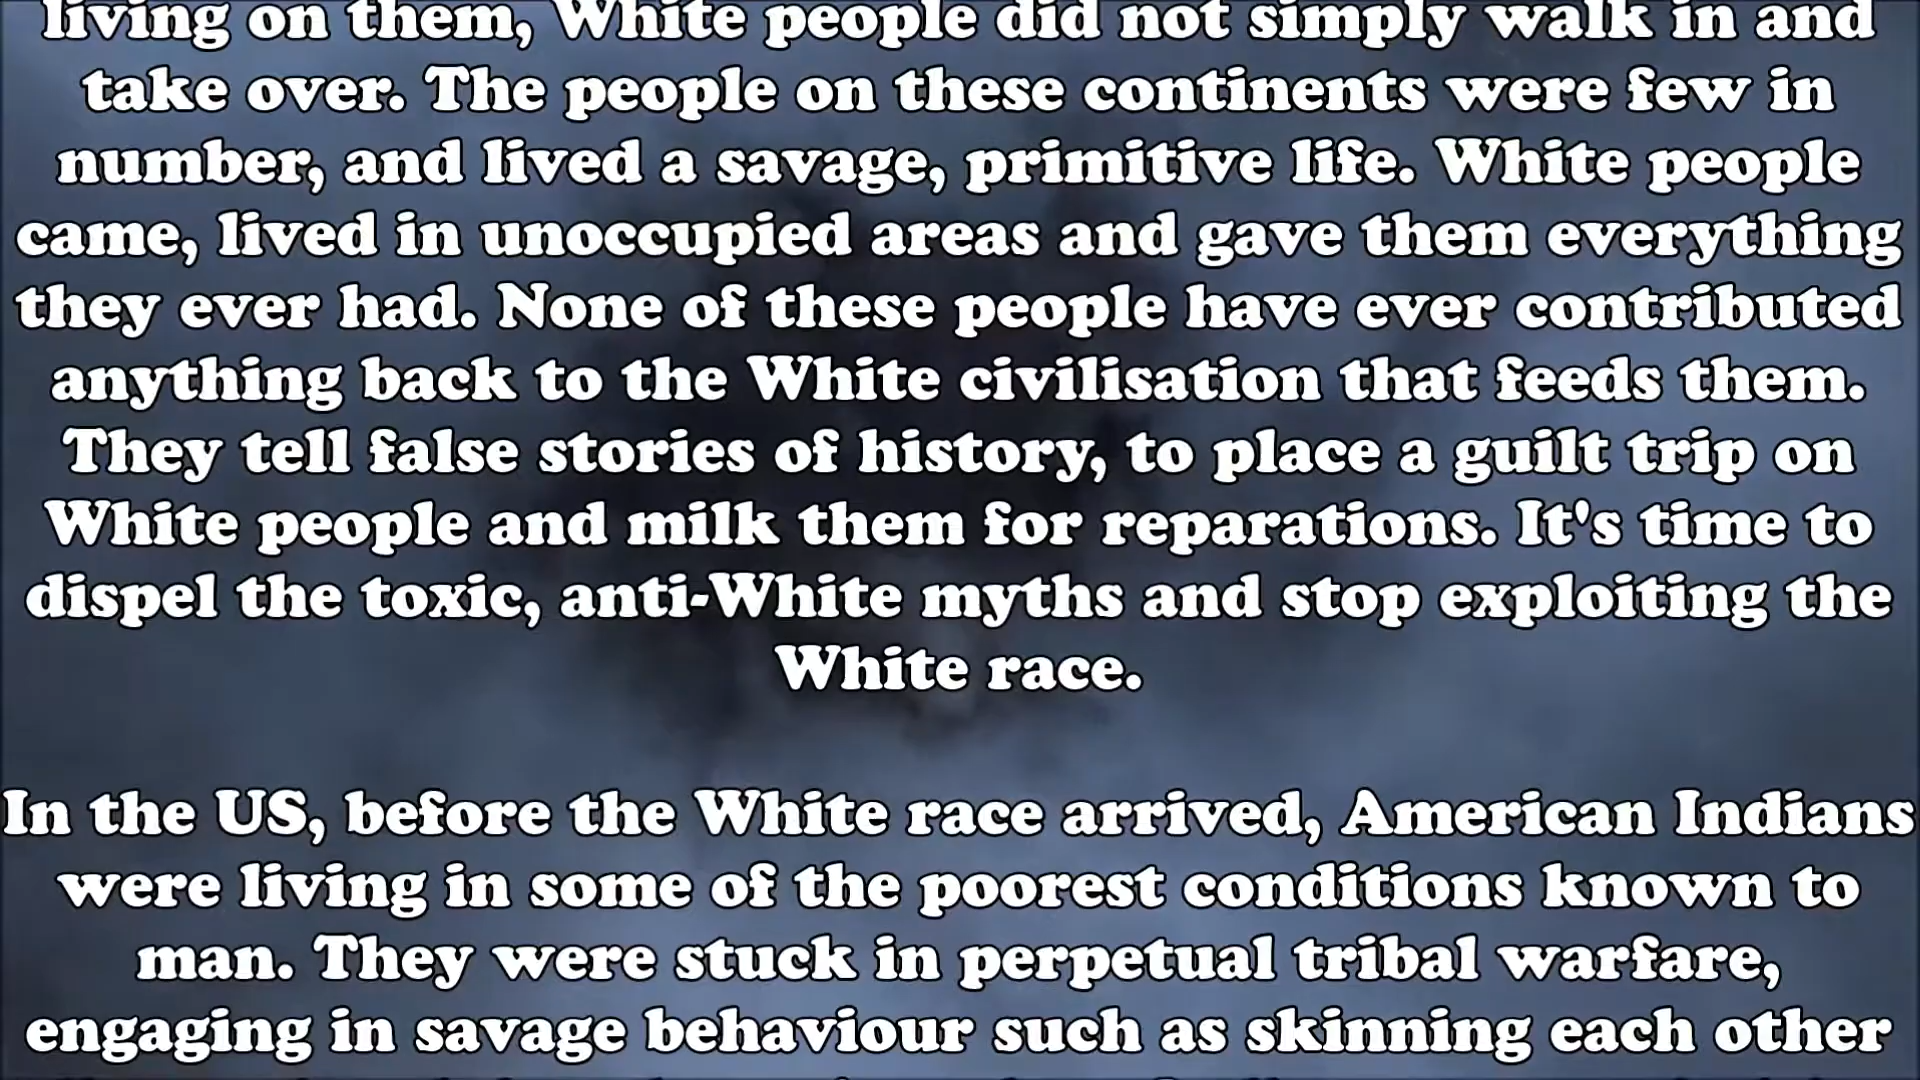 living on them, White people did not simply walk in and
take over. The people on these continents were few in
number, and lived a savage, primitive life. White people
came, lived in unoccupied areas and gave them everything
they ever had. None of these people have ever contributed
anything back to the White civilisation that feeds them.
They tell false stories of history, to place a guilt trip on
White people and milk them for reparations. It's time to
dispel the toxic, anti-White myths and stop exploiting the
White race.
In the US, before the White race arrived, American Indians
were living in some of the poorest conditions known to
man. They were stuck in perpetual tribal warfare,
engaging in savage behaviour such as skinning each other